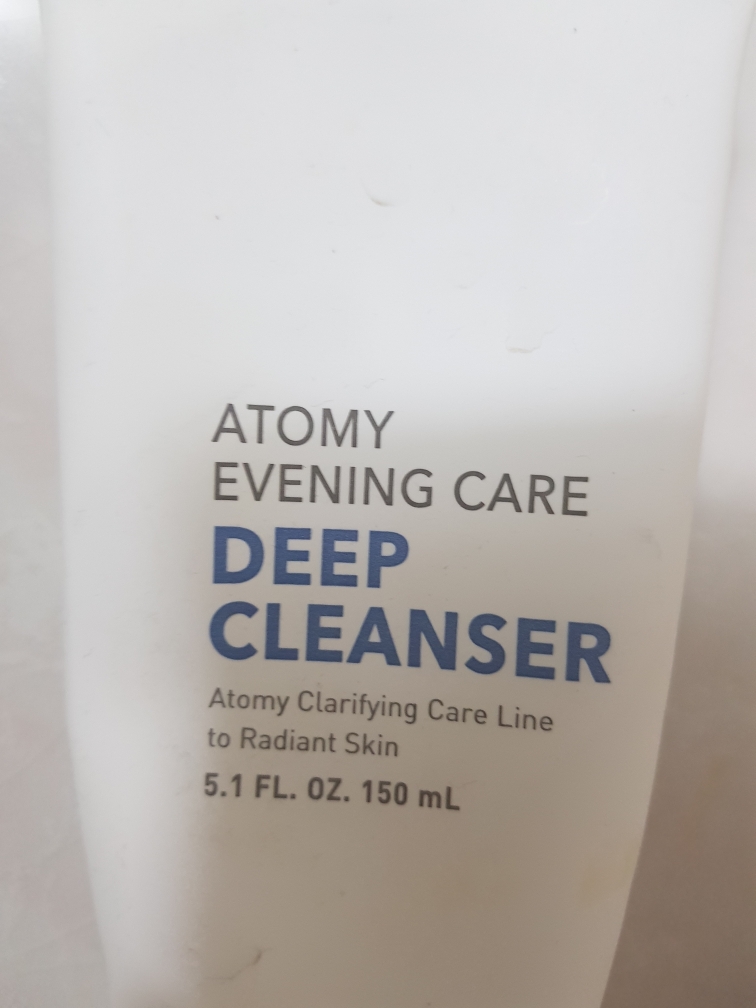 ATOMY
EVENING CARE
DEEP
CLEANSER
Atomy Clarifying Care Line
to Radiant Skin
5.1 FL. OZ. 150 mL